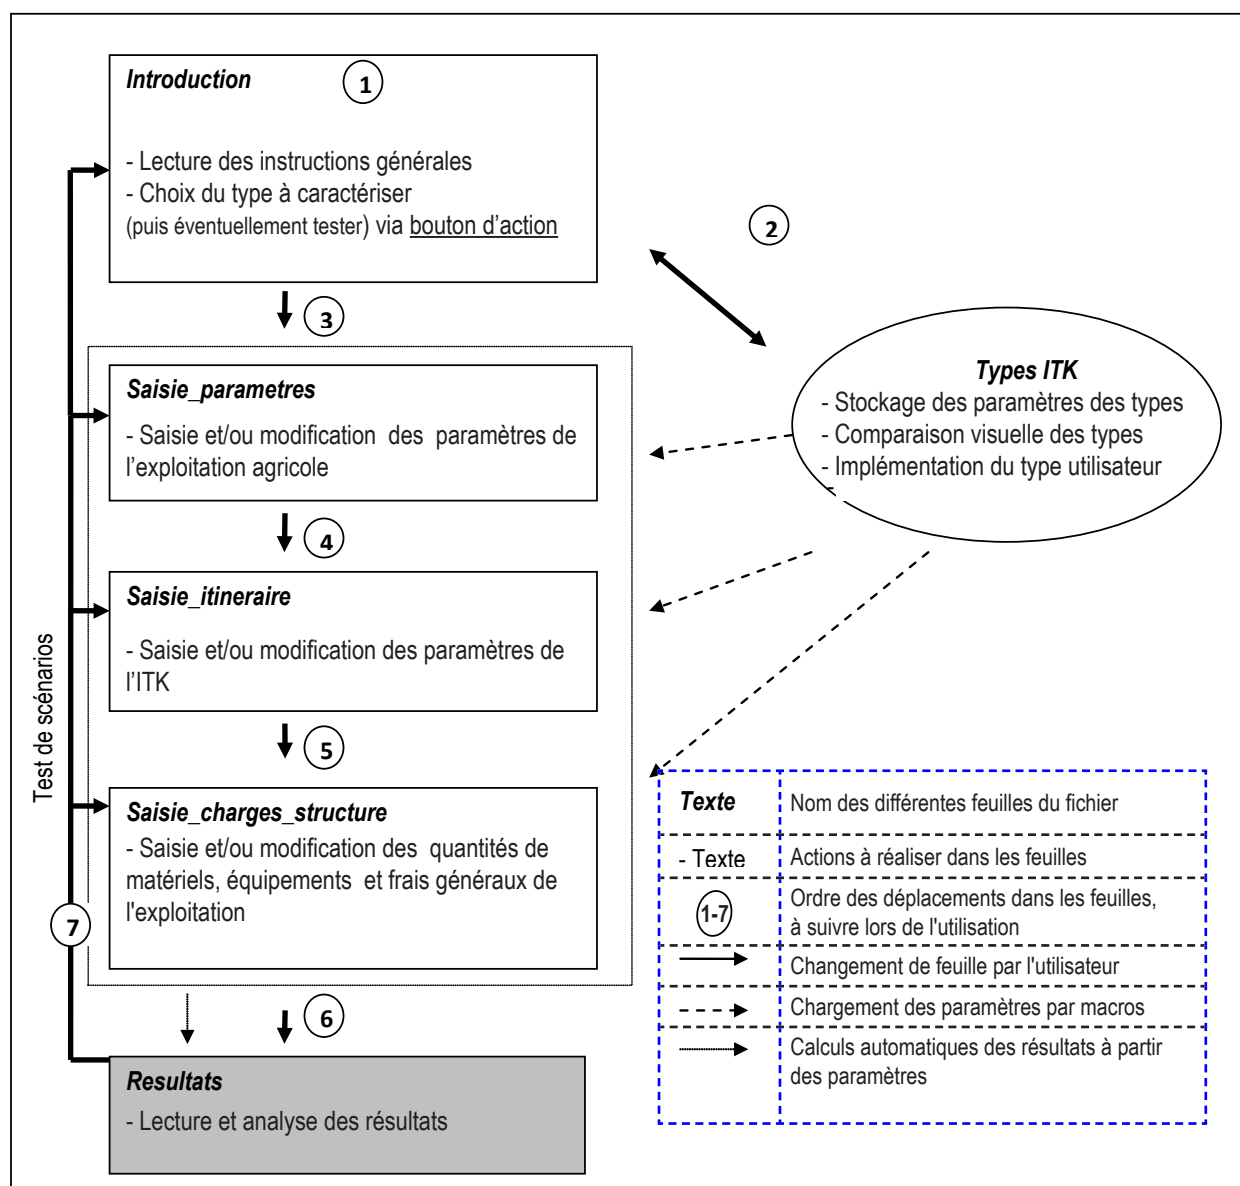 Introduction
1
- Lecture des instructions générales
- Choix du type à caractériser
(puis éventuellement tester) via bouton d'action
2
3
Types ITK
- Stockage des paramètres des types
- Comparaison visuelle des types
- Implémentation du type utilisateur
-
Saisie_parametres
- Saisie et/ou modification des paramètres de
l'exploitation agricole
4
Saisie_itineraire
- Saisie et/ou modification des paramètres de
l'ITK
5
Saisie_charges_structure
- Saisie et/ou modification des quantités de
matériels, équipements et frais généraux de
l'exploitation
Test de scénarios
7
6
Resultats
- Lecture et analyse des résultats
Texte Nom des différentes feuilles du fichier
- Texte Actions à réaliser dans les feuilles
1-7 Ordre des déplacements dans les feuilles,
à suivre lors de l'utilisation
Changement de feuille par l'utilisateur
Chargement des paramètres par macros
Calculs automatiques des résultats à partir
des paramètres